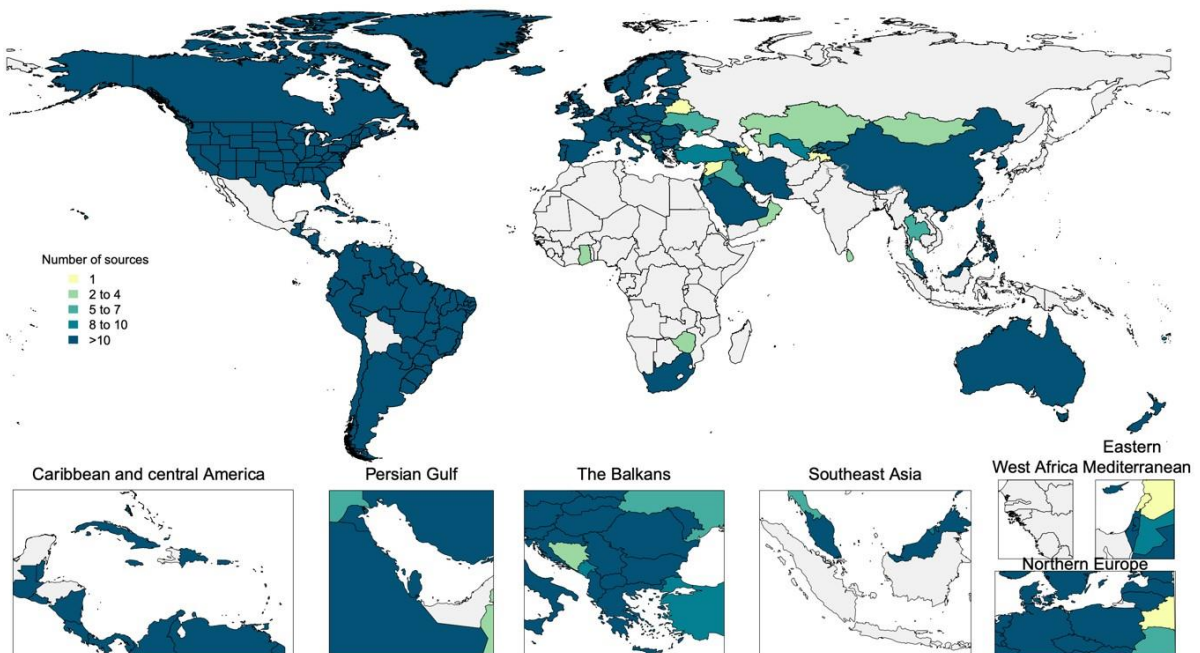 Number of sources
1
2 to 4
5 to 7
8 to 10
>10
Caribbean and central America
Persian Gulf
The Balkans
Southeast Asia
West Africa
Eastern
Mediterranean
Northern Europe